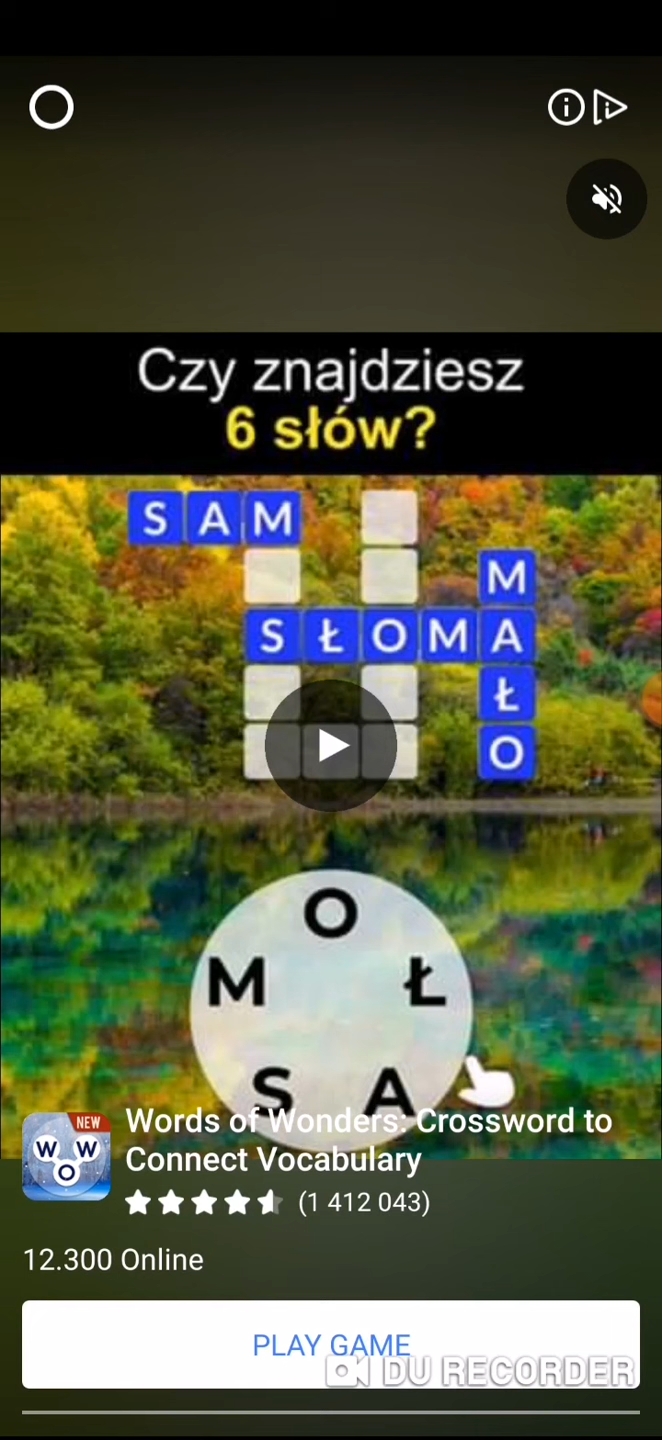 Czy znajdziesz
6 słów?
SAM
M
SŁOMA
Ł
O
O
M Ł
S A
NEW
W W
O
Words of Wonders: Crossword to
Connect Vocabulary
(1 412 043)
12.300 Online
PLAY GAME
DU RECORDER